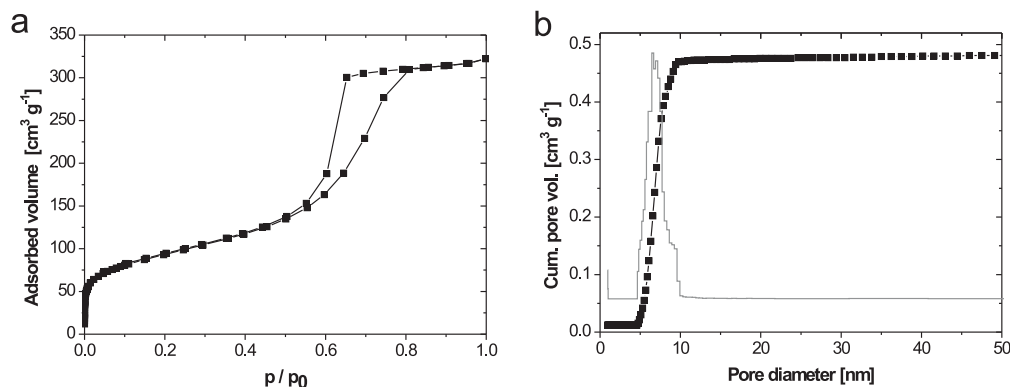 a
350
300
250
200
150
100
50
0
Adsorbed volume [cm³ g⁻¹]
0.0 0.2 0.4 0.6 0.8 1.0
p / p₀
b
0.5
0.4
0.3
0.2
0.1
0.0
Cum. pore vol. [cm³ g⁻¹]
0 10 20 30 40 50
Pore diameter [nm]